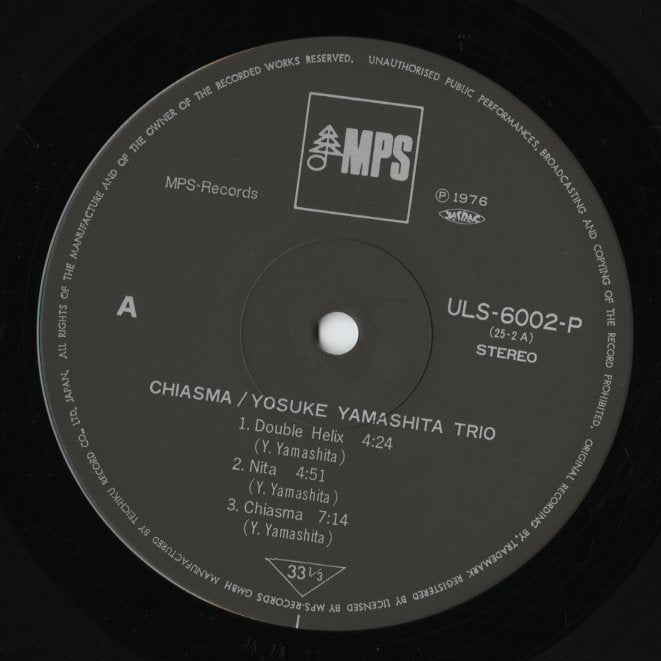 ALL RIGHTS OF THE MANUFACTURE AND OF THE OWNER OF THE RECORDED WORKS RESERVED. UNAUTHORISED PUBLIC PERFORMANCES, BROADCASTING AND COPYING OF THE RECORD PROHIBITED. ORIGINAL RECORDING BY, TRADEMARK REGISTERED BY LICENSED BY MPS-RECORDS GMBH MANUFACTURED BY TEICHIKU RECORD CO., LTD. JAPAN.
MPS
MPS-Records
Ⓟ 1976
JASRAC
A
ULS-6002-P
(25-2 A)
STEREO
CHIASMA / YOSUKE YAMASHITA TRIO
1. Double Helix 4:24
(Y. Yamashita)
2. Nita 4:51
(Y. Yamashita)
3. Chiasma 7:14
(Y. Yamashita)
33 1/3